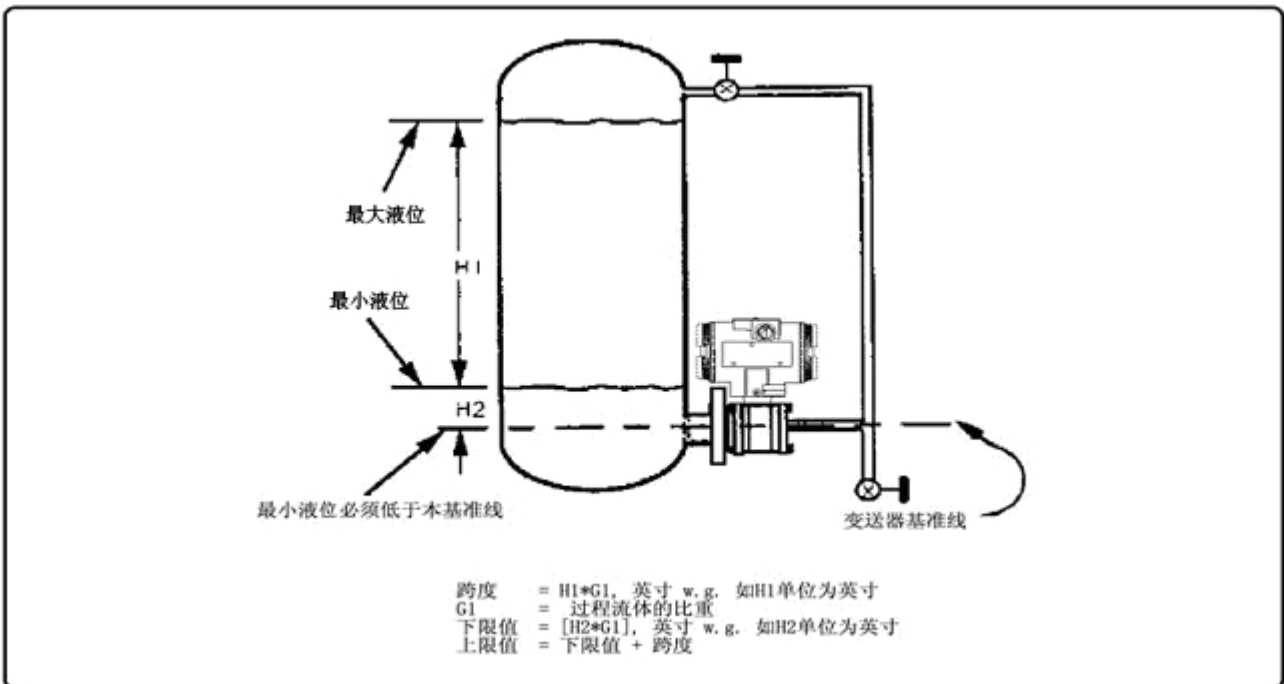 最大液位
H1
最小液位
H2
最小液位必须低于木基准线
变送器基准线
跨度 = H1*G1, 英寸 w.g. 如H1单位为英寸
G1 = 过程流体的比重
下限值 = [H2*G1], 英寸 w.g. 如H2单位为英寸
上限值 = 下限值 + 跨度